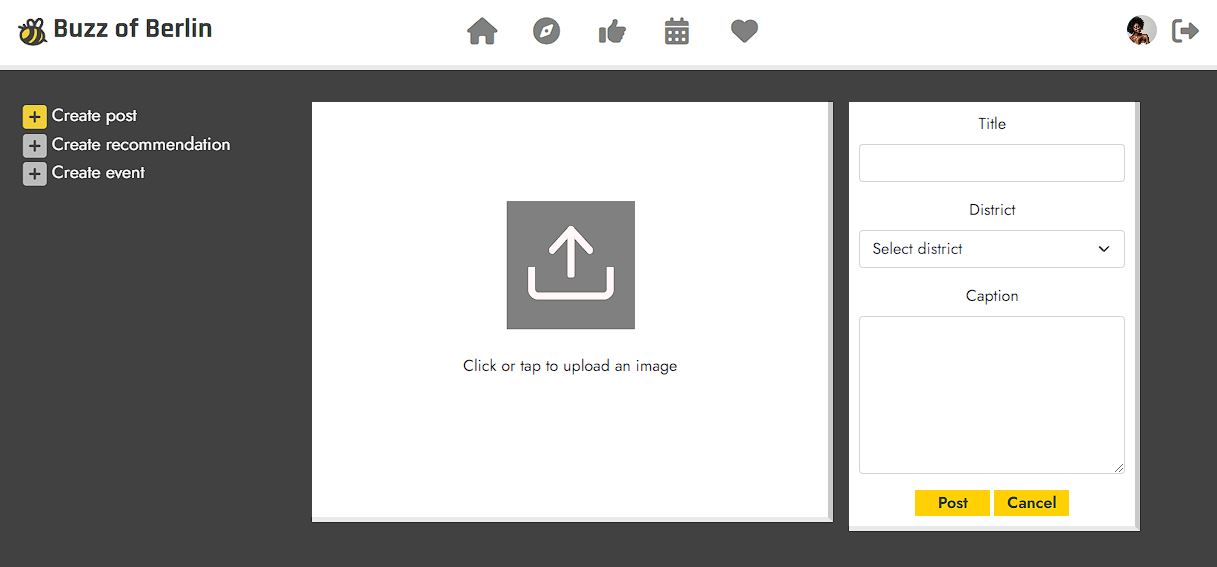 Buzz of Berlin
Create post
Create recommendation
Create event
Click or tap to upload an image
Title
District
Select district
Caption
Post
Cancel